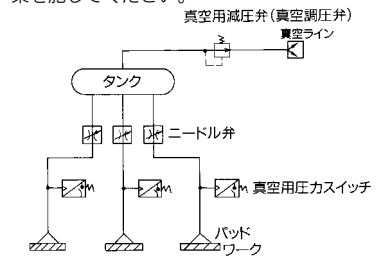 業を施してください。
真空用減圧弁(真空調圧弁)
真空ライン
タンク
ニードル弁
真空用圧力スイッチ
パッド
ワーク